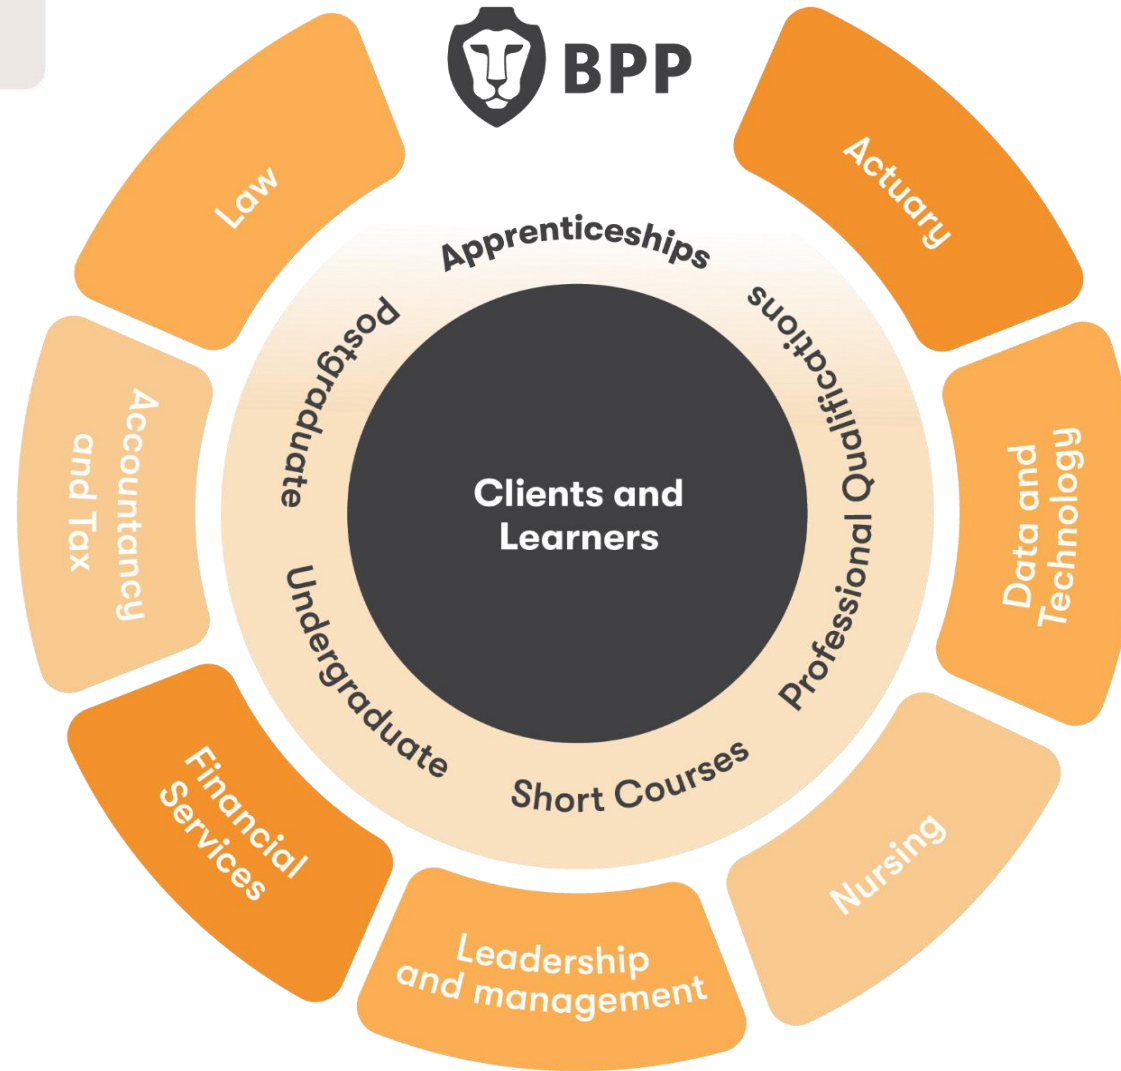 BPP
Actuary
Data and
Technology
Nursing
Leadership
and management
Financial
Services
Accountancy
and Tax
Law
Apprenticeships
Professional Qualifications
Short Courses
Undergraduate
Postgraduate
Clients and
Learners